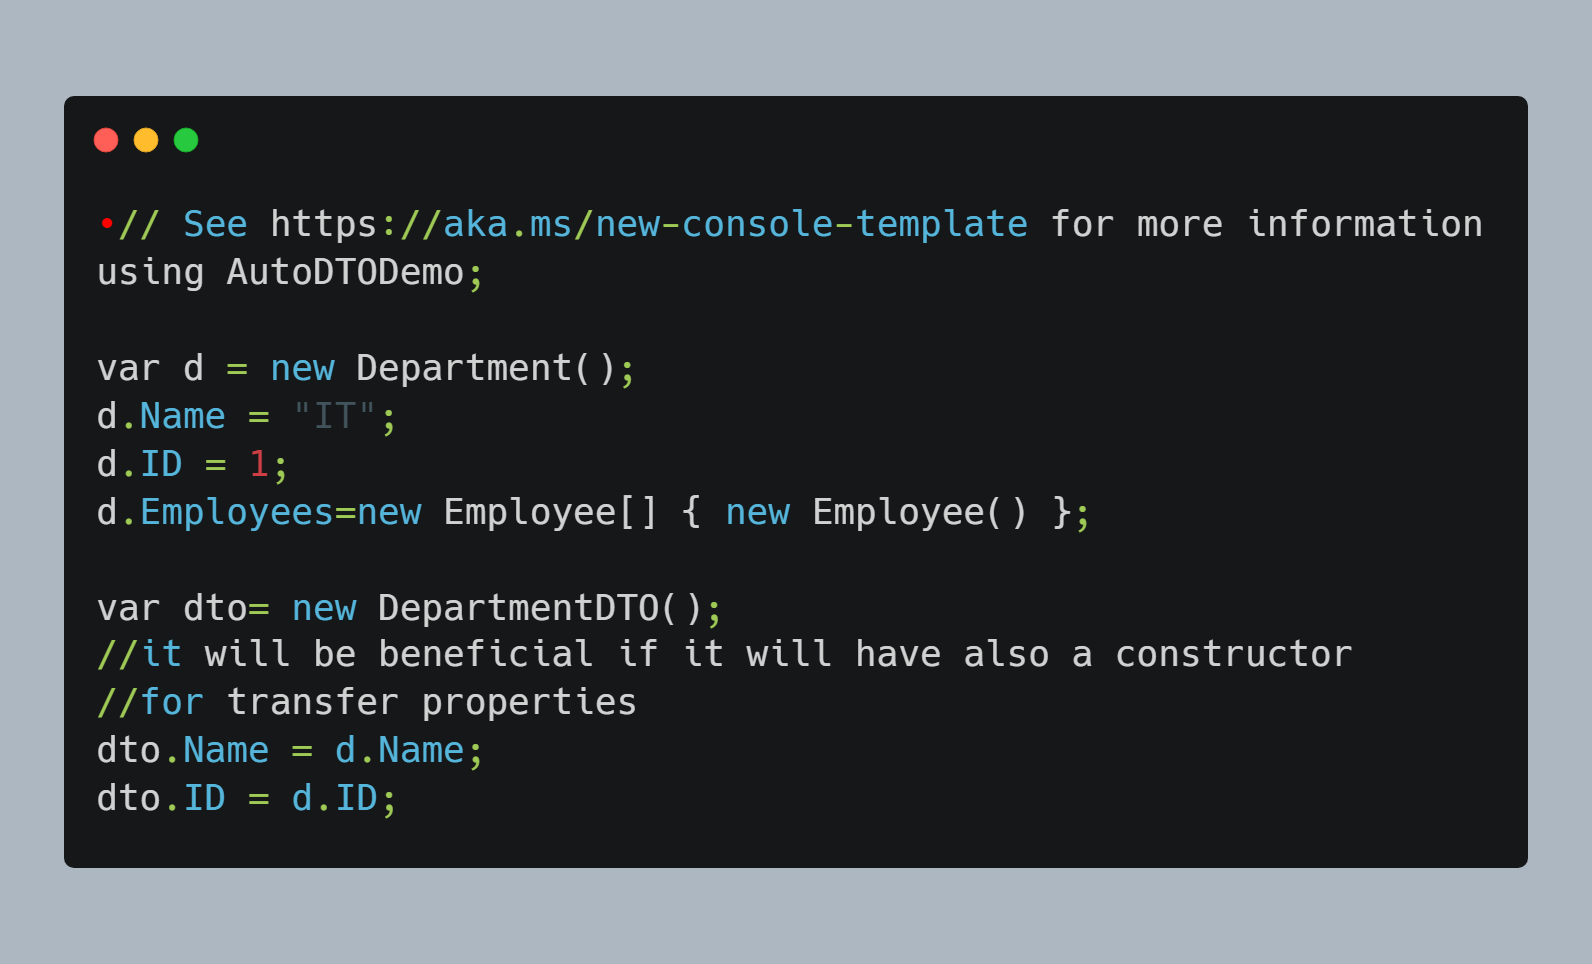 •// See https://aka.ms/new-console-template for more information
using AutoDTODemo;
var d = new Department();
d.Name = "IT";
d.ID = 1;
d.Employees=new Employee[] { new Employee() };
var dto= new DepartmentDTO();
//it will be beneficial if it will have also a constructor
//for transfer properties
dto.Name = d.Name;
dto.ID = d.ID;